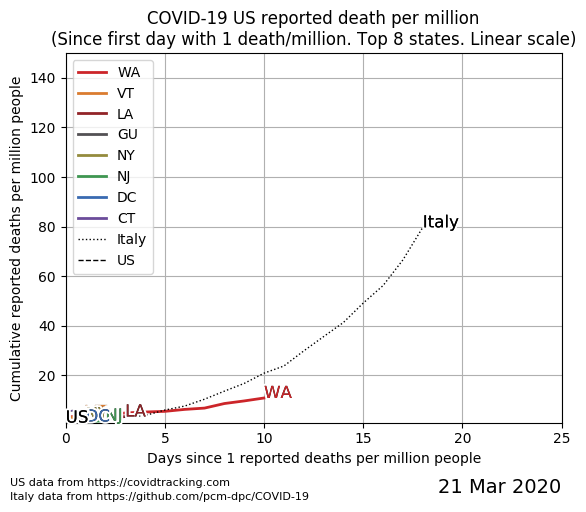 COVID-19 US reported death per million
(Since first day with 1 death/million. Top 8 states. Linear scale)
Cumulative reported deaths per million people
140
120
100
80
60
40
20
WA
VT
LA
GU
NY
NJ
DC
CT
Italy
US
Italy
WA
LA
NJ
DC
US
0
5
10
15
20
25
Days since 1 reported deaths per million people
US data from https://covidtracking.com
Italy data from https://github.com/pcm-dpc/COVID-19
21 Mar 2020